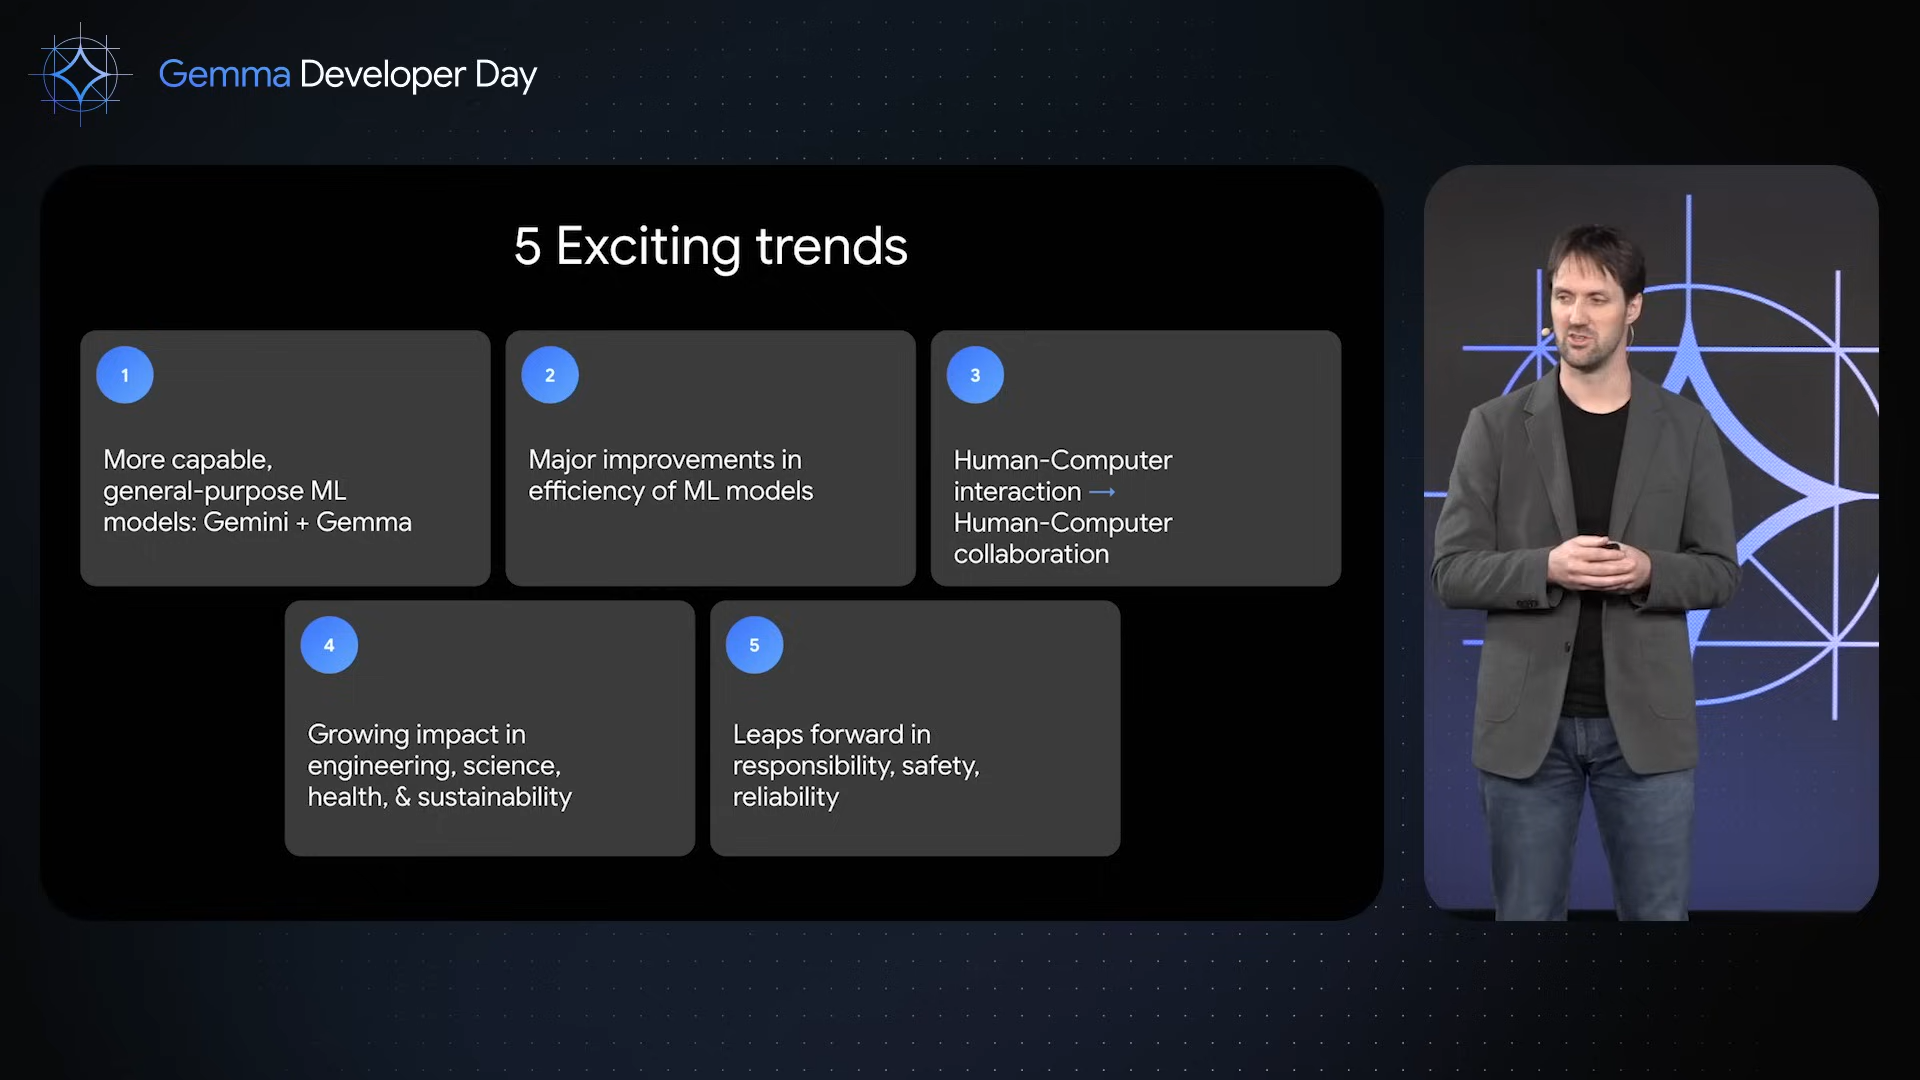 Gemma Developer Day
5 Exciting trends
1
More capable,
general-purpose ML
models: Gemini + Gemma
2
Major improvements in
efficiency of ML models
3
Human-Computer
interaction →
Human-Computer
collaboration
4
Growing impact in
engineering, science,
health, & sustainability
5
Leaps forward in
responsibility, safety,
reliability